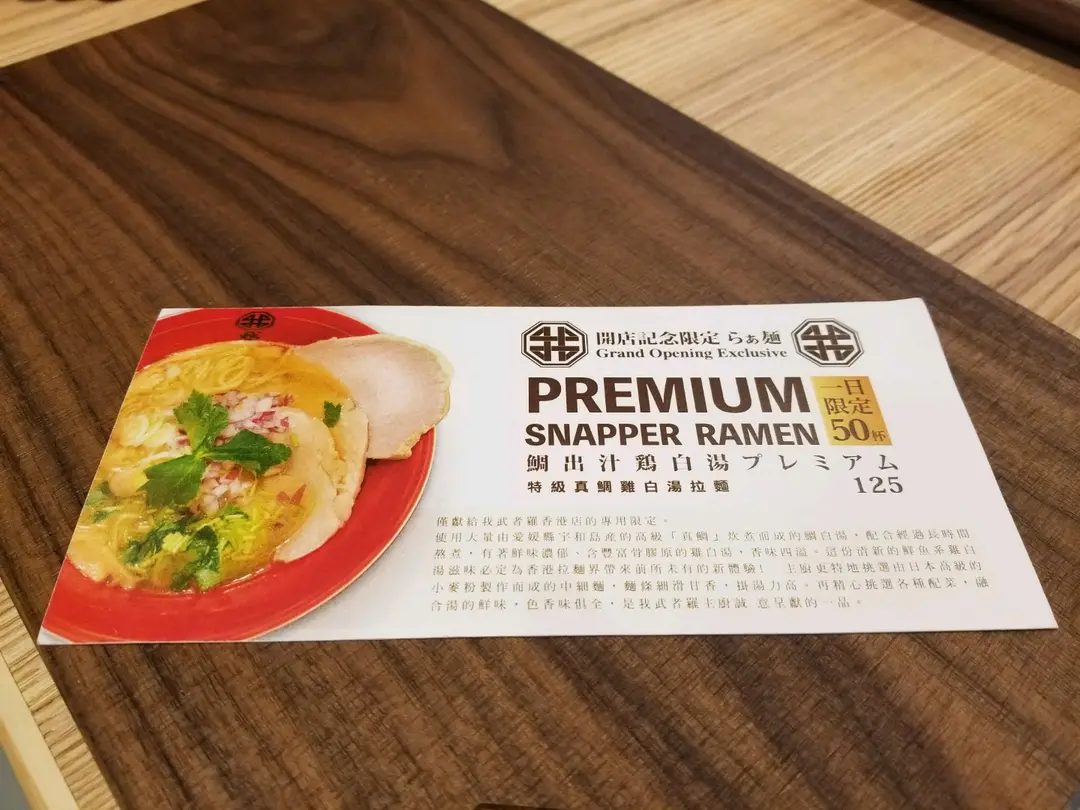 開店記念限定 らぁ麺
Grand Opening Exclusive
PREMIUM
SNAPPER RAMEN
一日
限定
50杯
鯛出汁鶏白湯プレミアム
特級真鯛雞白湯拉麵
125
僅獻給我武者羅香港店的專用限定。
使用大量由愛媛縣宇和島産的高級「真鯛」炊煮而成的鯛白湯，配合經過長時間
熬煮，有著鮮味濃郁、含豐富骨膠原的雞白湯，香味四溢。這份清新的鮮魚系雞白
湯滋味必定為香港拉麵界帶來前所未有的新體驗！ 主廚更特地挑選由日本高級的
小麥粉製作而成的中細麵，麵條細滑甘香，掛湯力高。再精心挑選各種配菜，融
合湯的鮮味，色香味俱全，是我武者羅主廚誠 意呈獻的一品。